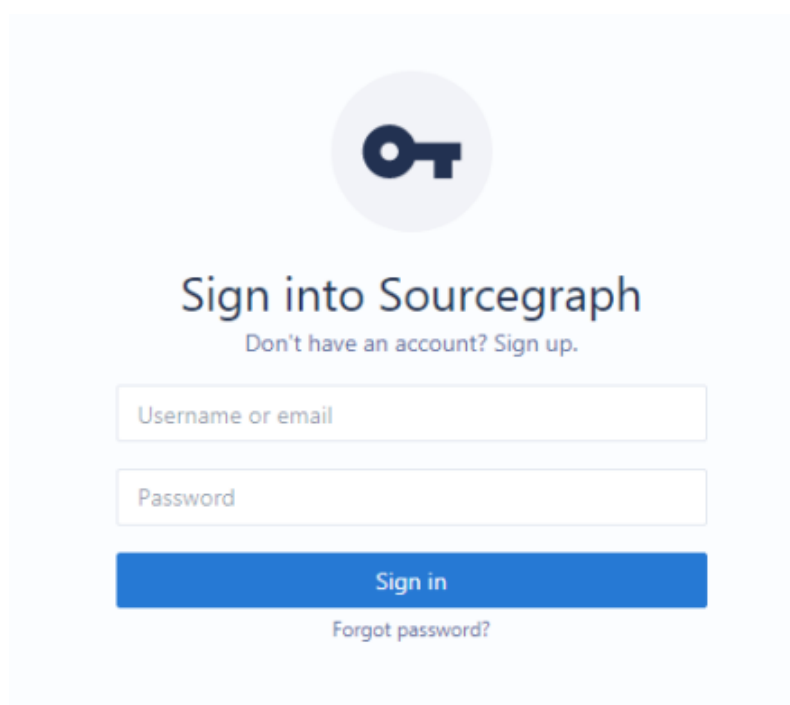 Sign into Sourcegraph
Don't have an account? Sign up.
Username or email
Password
Sign in
Forgot password?